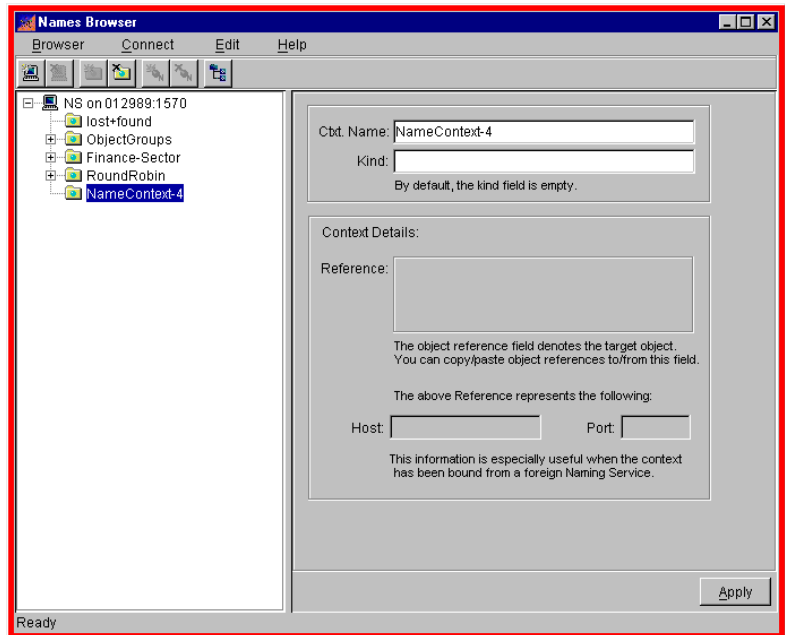 Names Browser
Browser Connect Edit Help
NS on 012989:1570
lost+found
ObjectGroups
Finance-Sector
RoundRobin
NameContext-4
Ctxt. Name: NameContext-4
Kind:
By default, the kind field is empty.
Context Details:
Reference:
The object reference field denotes the target object.
You can copy/paste object references to/from this field.
The above Reference represents the following:
Host: Port:
This information is especially useful when the context
has been bound from a foreign Naming Service.
Apply
Ready